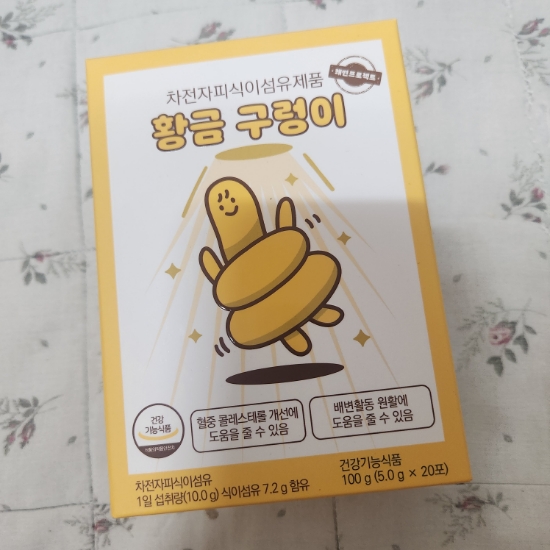 쾌변프로젝트
차전자피식이섬유제품
황금 구렁이
건강
기능식품
혈중 콜레스테롤 개선에
도움을 줄 수 있음
배변활동 원활에
도움을 줄 수 있음
차전자피식이섬유
1일 섭취량(10.0 g) 식이섬유 7.2 g 함유
건강기능식품
100 g (5.0 g × 20포)